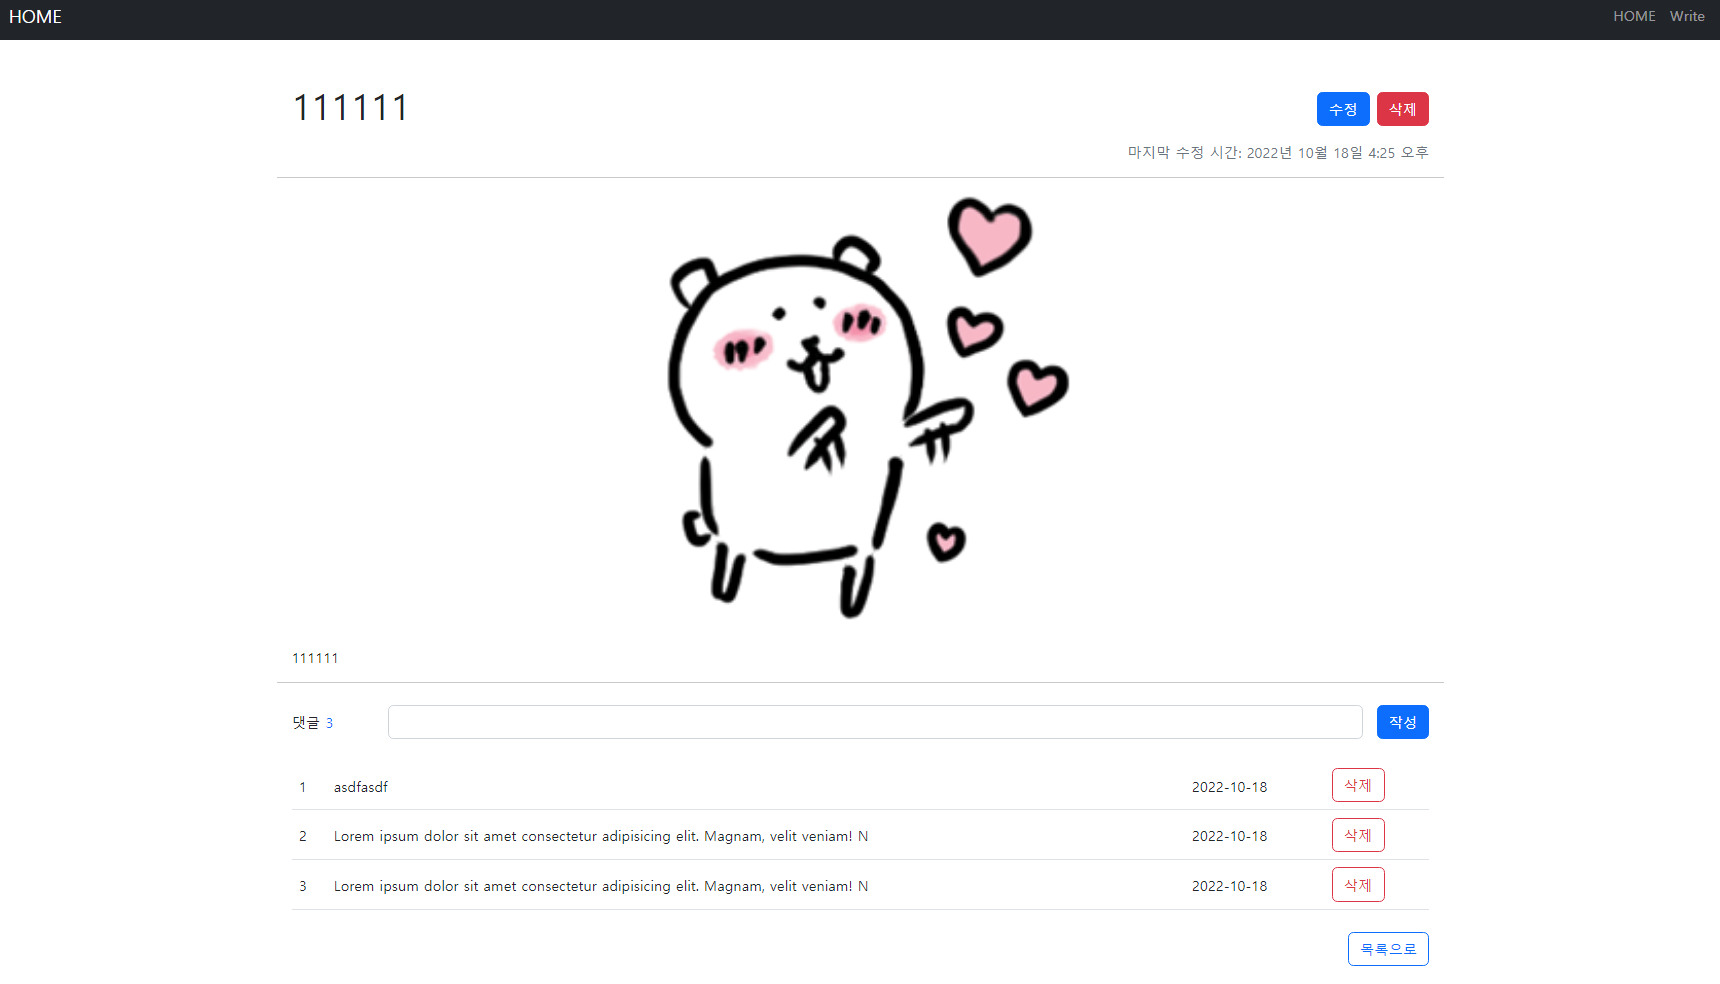 HOME HOME Write
111111 수정 삭제
마지막 수정 시간: 2022년 10월 18일 4:25 오후
111111
댓글 3 작성
1 asdfasdf 2022-10-18 삭제
2 Lorem ipsum dolor sit amet consectetur adipisicing elit. Magnam, velit veniam! N 2022-10-18 삭제
3 Lorem ipsum dolor sit amet consectetur adipisicing elit. Magnam, velit veniam! N 2022-10-18 삭제
목록으로